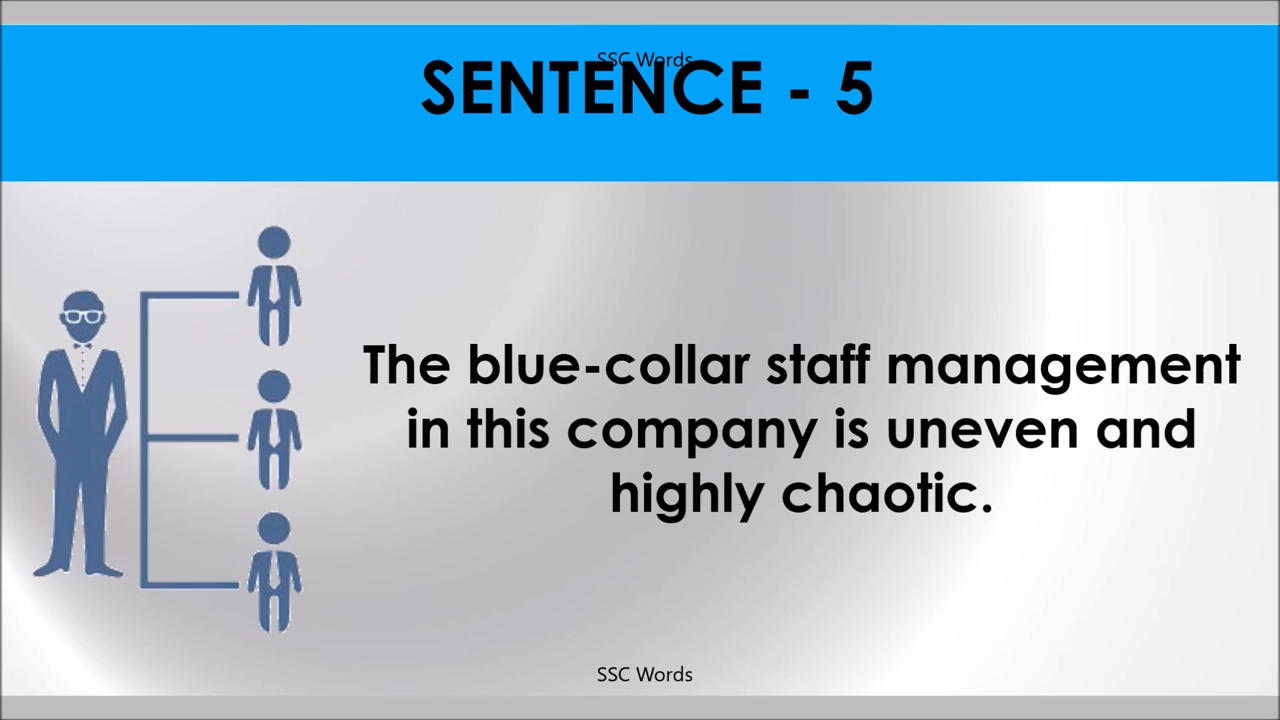 SSC Words
SENTENCE - 5
The blue-collar staff management
in this company is uneven and
highly chaotic.
SSC Words